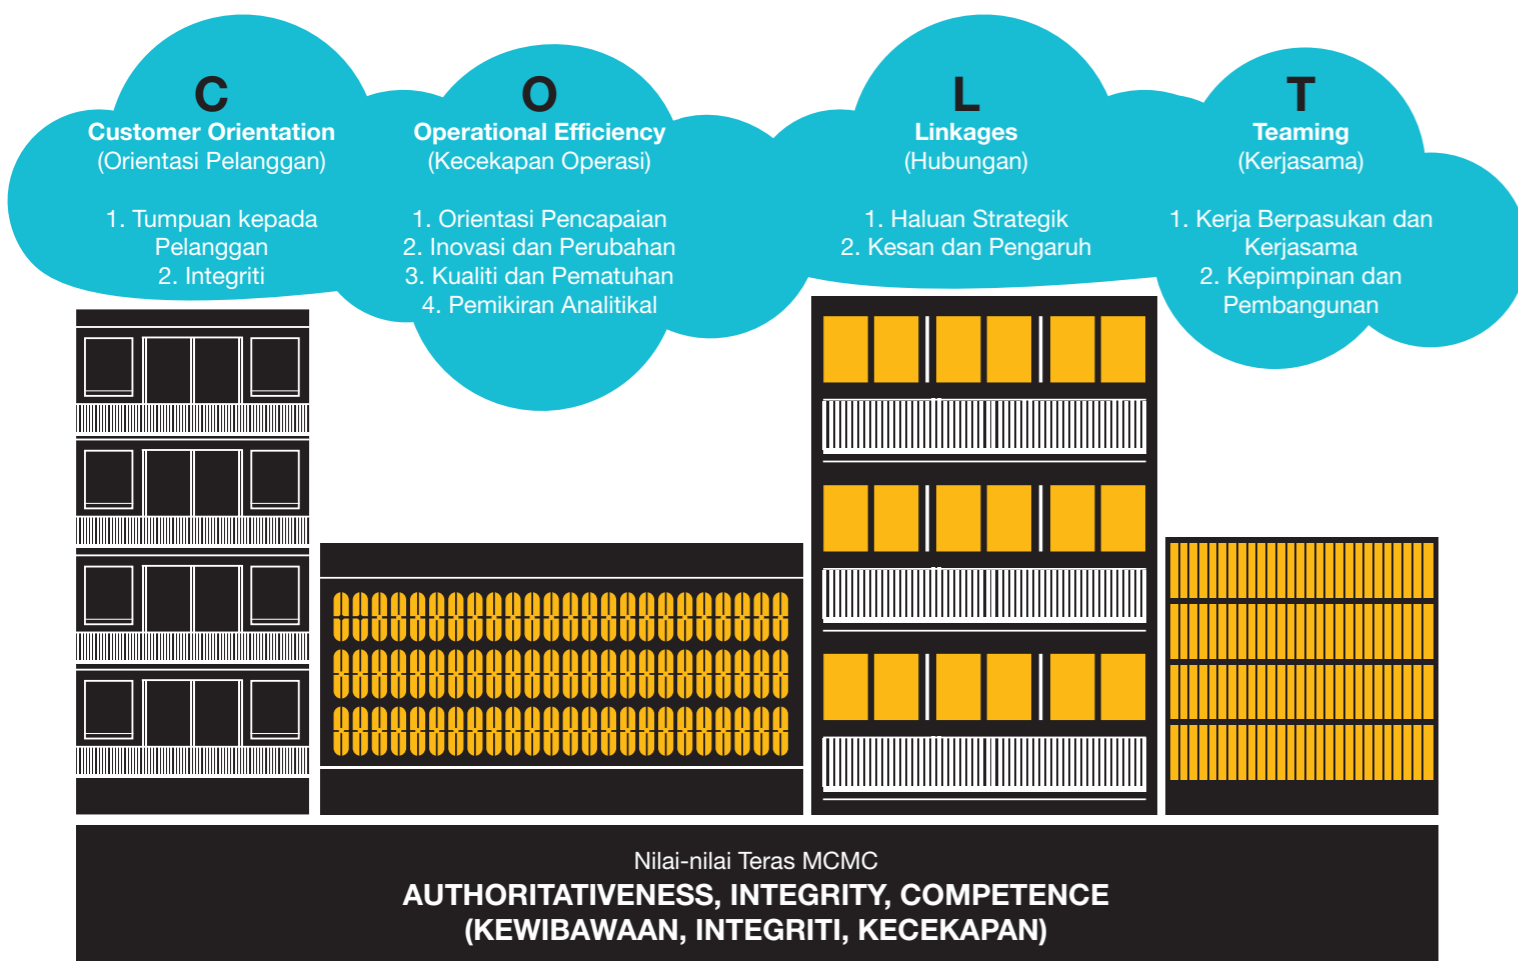 C
Customer Orientation
(Orientasi Pelanggan)
1. Tumpuan kepada
Pelanggan
2. Integriti
O
Operational Efficiency
(Kecekapan Operasi)
1. Orientasi Pencapaian
2. Inovasi dan Perubahan
3. Kualiti dan Pematuhan
4. Pemikiran Analitikal
L
Linkages
(Hubungan)
1. Haluan Strategik
2. Kesan dan Pengaruh
T
Teaming
(Kerjasama)
1. Kerja Berpasukan dan
Kerjasama
2. Kepimpinan dan
Pembangunan
Nilai-nilai Teras MCMC
AUTHORITATIVENESS, INTEGRITY, COMPETENCE
(KEWIBAWAAN, INTEGRITI, KECEKAPAN)